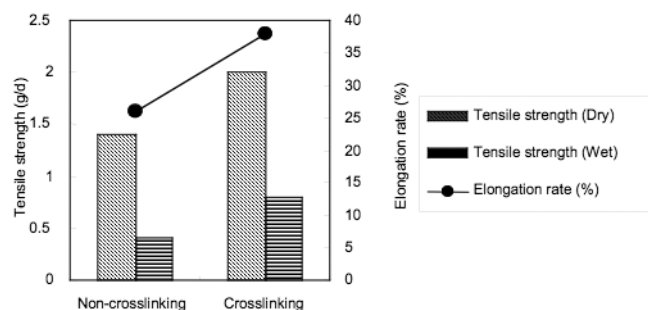 Tensile strength (g/d)
2.5
2
1.5
1
0.5
0
Non-crosslinking Crosslinking
40
35
30
25
20
15
10
5
0
Elongation rate (%)
Tensile strength (Dry)
Tensile strength (Wet)
Elongation rate (%)